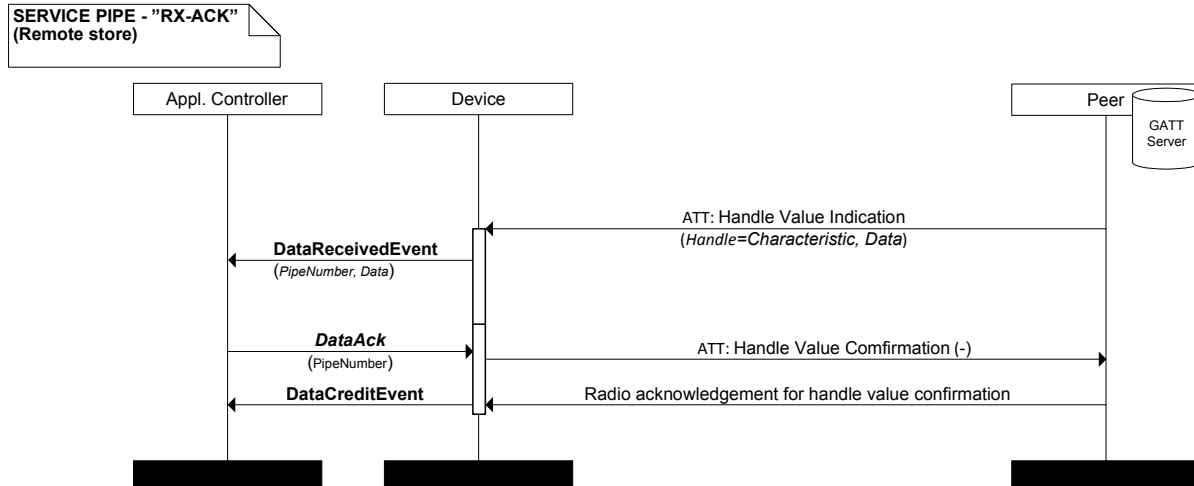 SERVICE PIPE - ”RX-ACK”
(Remote store)
Appl. Controller
Device
Peer
GATT
Server
ATT: Handle Value Indication
(Handle=Characteristic, Data)
DataReceivedEvent
(PipeNumber, Data)
DataAck
(PipeNumber)
ATT: Handle Value Comfirmation (-)
DataCreditEvent
Radio acknowledgement for handle value confirmation